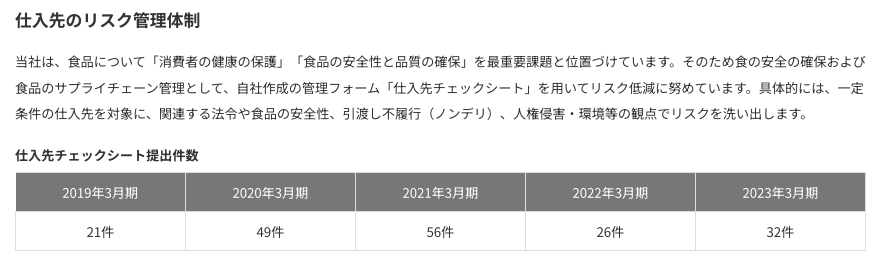 仕入先のリスク管理体制
当社は、食品について「消費者の健康の保護」「食品の安全性と品質の確保」を最重要課題と位置づけています。そのため食の安全の確保および
食品のサプライチェーン管理として、自社作成の管理フォーム「仕入先チェックシート」を用いてリスク低減に努めています。具体的には、一定
条件の仕入先を対象に、関連する法令や食品の安全性、引渡し不履行（ノンデリ）、人権侵害・環境等の観点でリスクを洗い出します。
仕入先チェックシート提出件数
2019年3月期 2020年3月期 2021年3月期 2022年3月期 2023年3月期
21件 49件 56件 26件 32件